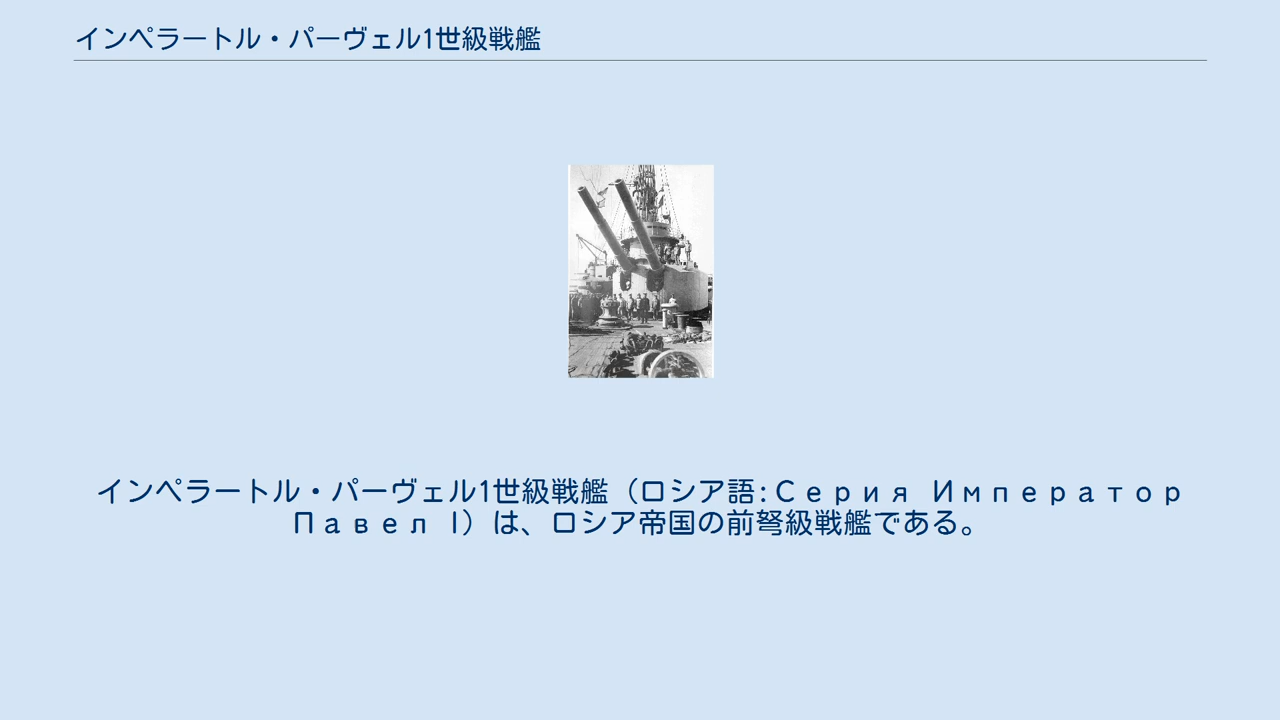 インペラートル・パーヴェル1世級戦艦
インペラートル・パーヴェル1世級戦艦（ロシア語:Серия Император
Павел I）は、ロシア帝国の前弩級戦艦である。